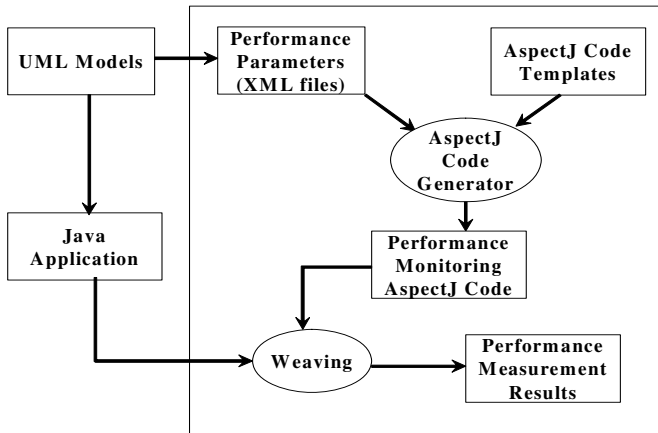 UML Models
Performance
Parameters
(XML files)
AspectJ Code
Templates
AspectJ
Code
Generator
Java
Application
Performance
Monitoring
AspectJ Code
Weaving
Performance
Measurement
Results